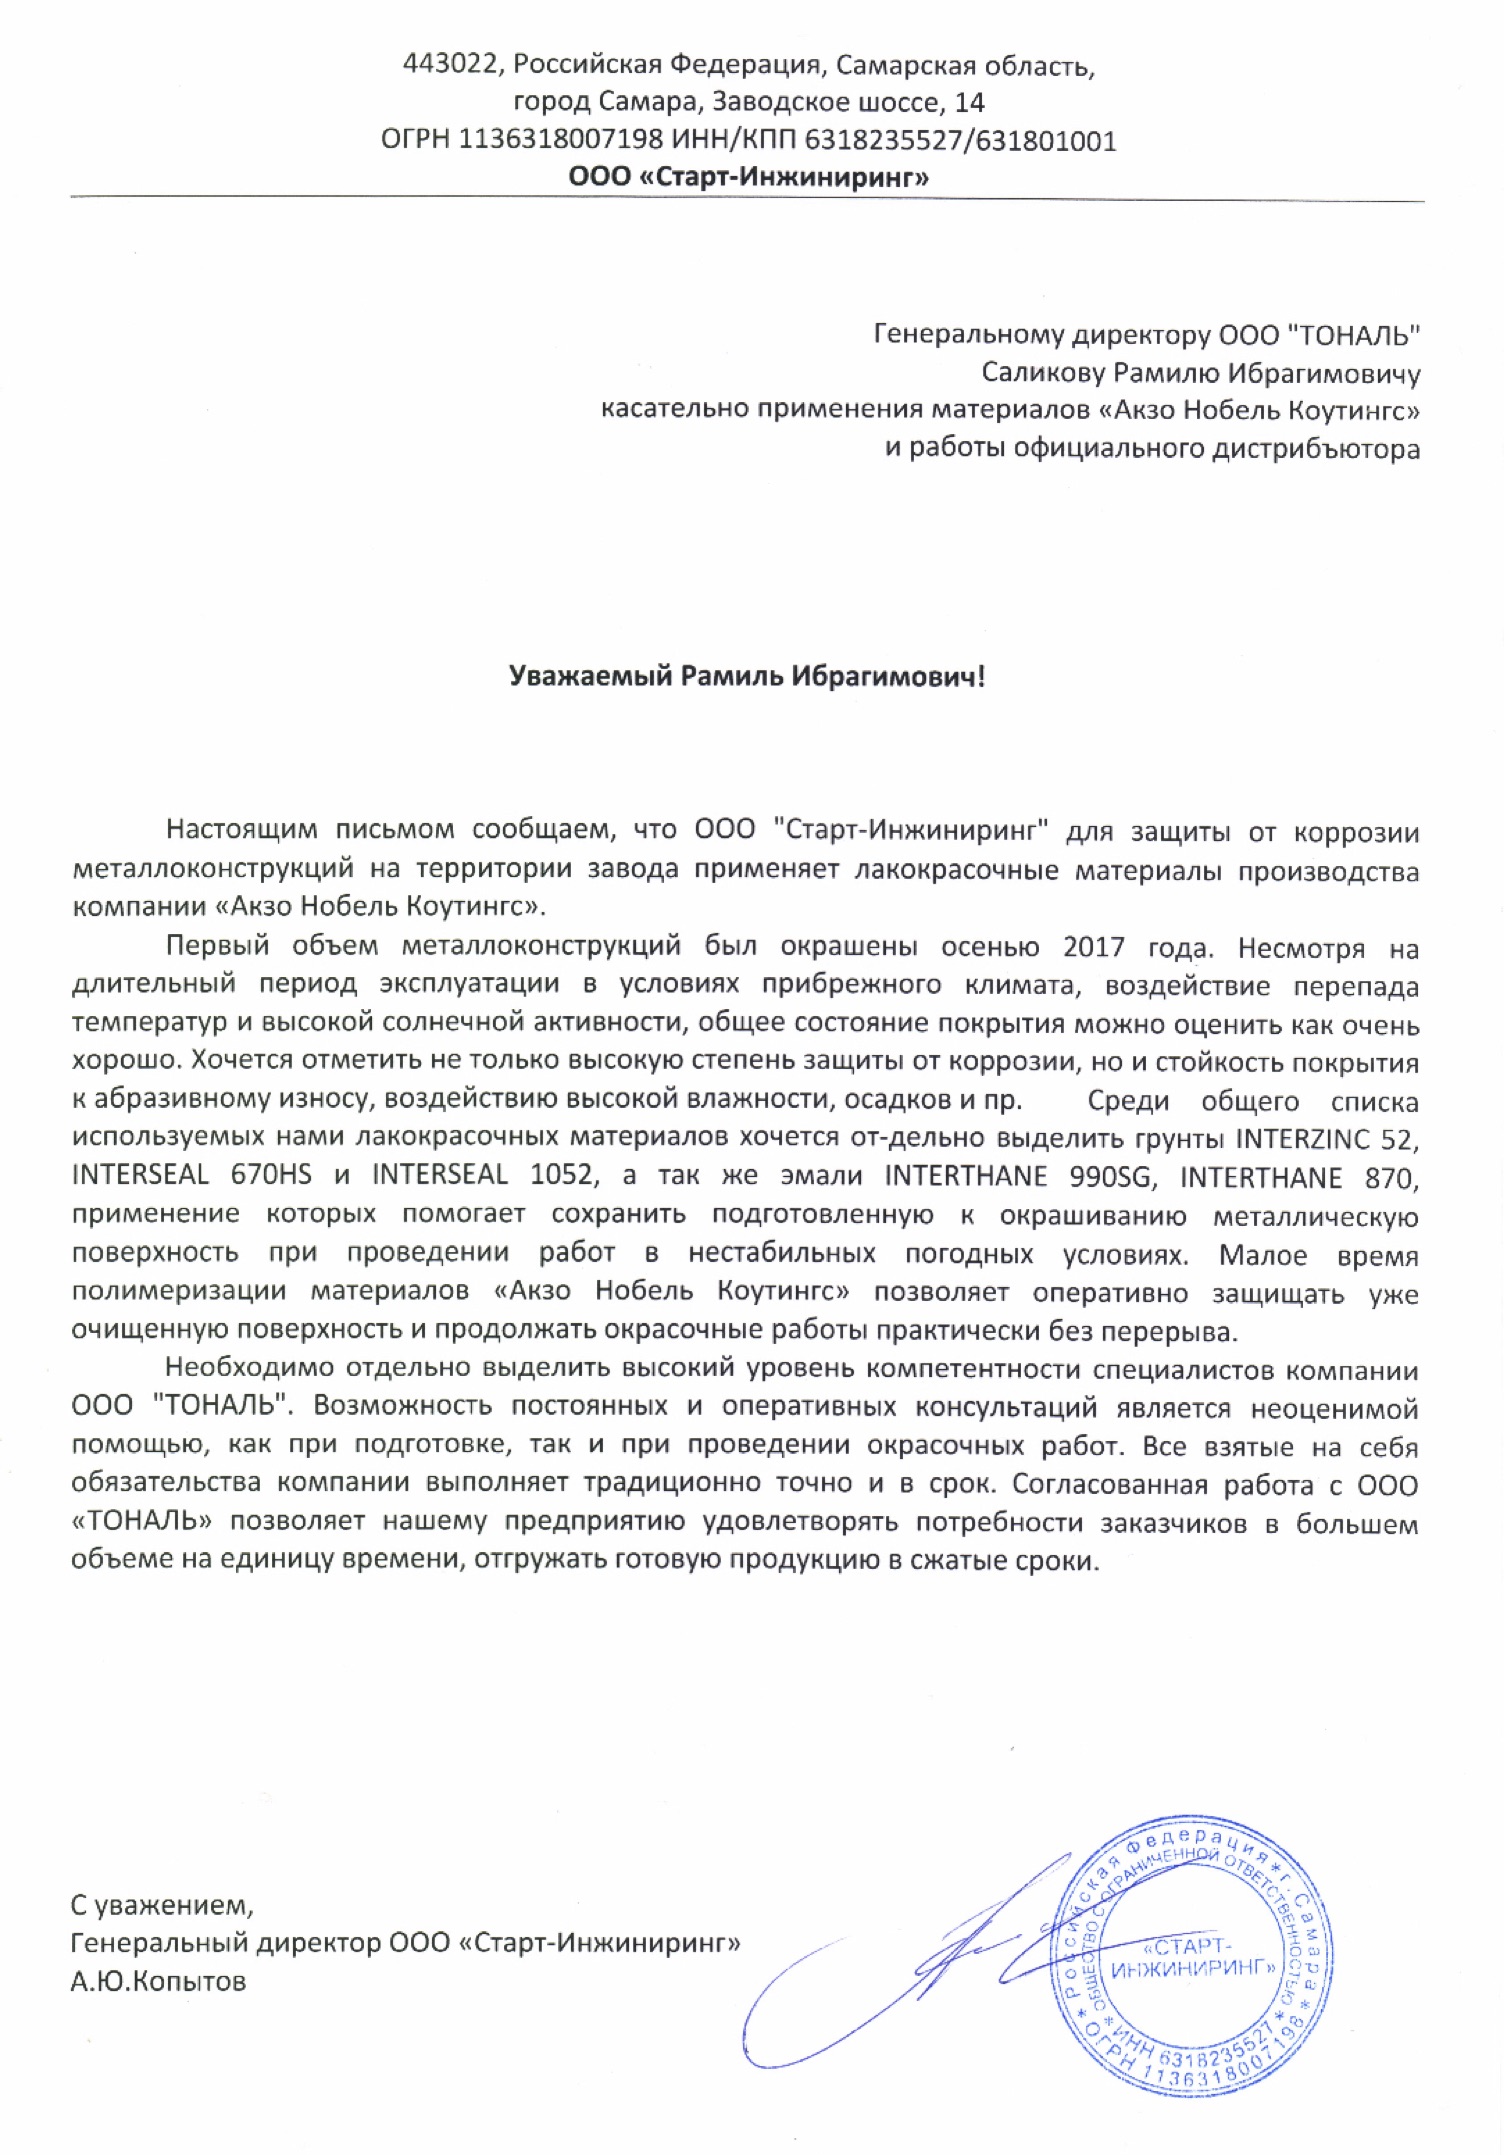 443022, Российская Федерация, Самарская область,
город Самара, Заводское шоссе, 14
ОГРН 1136318007198 ИНН/КПП 6318235527/631801001
ООО «Старт-Инжиниринг»
Генеральному директору ООО "ТОНАЛЬ"
Саликову Рамилю Ибрагимовичу
касательно применения материалов «Акзо Нобель Коутингс»
и работы официального дистрибъютора
Уважаемый Рамиль Ибрагимович!
Настоящим письмом сообщаем, что ООО "Старт-Инжиниринг" для защиты от коррозии
металлоконструкций на территории завода применяет лакокрасочные материалы производства
компании «Акзо Нобель Коутингс».
Первый объем металлоконструкций был окрашены осенью 2017 года. Несмотря на
длительный период эксплуатации в условиях прибрежного климата, воздействие перепада
температур и высокой солнечной активности, общее состояние покрытия можно оценить как очень
хорошо. Хочется отметить не только высокую степень защиты от коррозии, но и стойкость покрытия
к абразивному износу, воздействию высокой влажности, осадков и пр. Среди общего списка
используемых нами лакокрасочных материалов хочется от-дельно выделить грунты INTERZINC 52,
INTERSEAL 670HS и INTERSEAL 1052, а так же эмали INTERTHANE 990SG, INTERTHANE 870,
применение которых помогает сохранить подготовленную к окрашиванию металлическую
поверхность при проведении работ в нестабильных погодных условиях. Малое время
полимеризации материалов «Акзо Нобель Коутингс» позволяет оперативно защищать уже
очищенную поверхность и продолжать окрасочные работы практически без перерыва.
Необходимо отдельно выделить высокий уровень компетентности специалистов компании
ООО "ТОНАЛЬ". Возможность постоянных и оперативных консультаций является неоценимой
помощью, как при подготовке, так и при проведении окрасочных работ. Все взятые на себя
обязательства компании выполняет традиционно точно и в срок. Согласованная работа с ООО
«ТОНАЛЬ» позволяет нашему предприятию удовлетворять потребности заказчиков в большем
объеме на единицу времени, отгружать готовую продукцию в сжатые сроки.
С уважением,
Генеральный директор ООО «Старт-Инжиниринг»
А.Ю.Копытов
* Российская Федерация * г. Самара *
ОГРН 1136318007198
ОБЩЕСТВО С ОГРАНИЧЕННОЙ ОТВЕТСТВЕННОСТЬЮ
* ИНН 6318235527 *
«СТАРТ-
ИНЖИНИРИНГ»